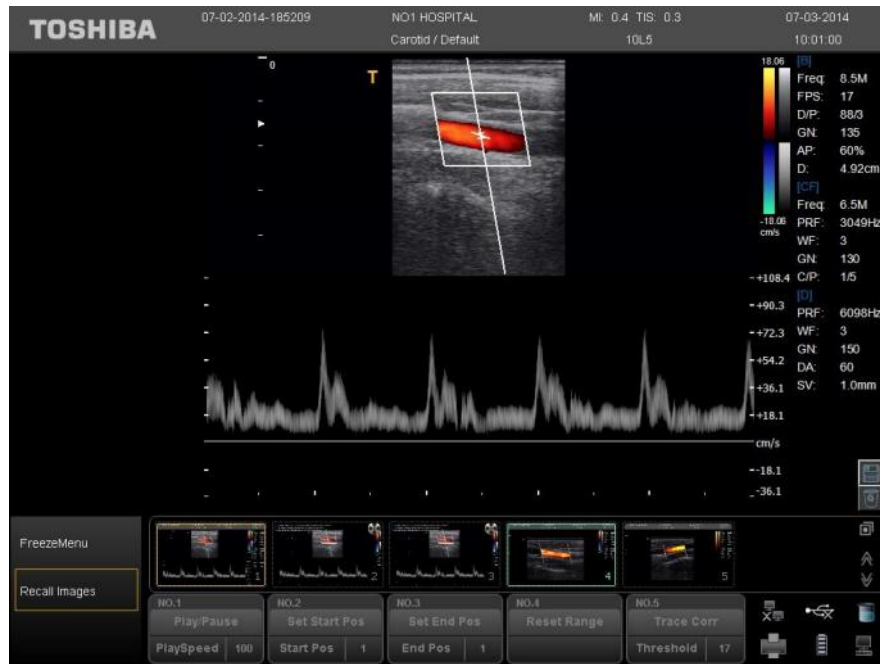 TOSHIBA
07-02-2014-185209 NO1 HOSPITAL MI: 0.4 TIS: 0.3 07-03-2014
Carotid / Default 10L5 10:01:00
0
T
18.06
-18.06
cm/s
[B]
Freq: 8.5M
FPS: 17
D/P: 88/3
GN: 135
AP: 60%
D: 4.92cm
[CF]
Freq: 6.5M
PRF: 3049Hz
WF: 3
GN: 130
C/P: 1/5
[D]
PRF: 6098Hz
WF: 3
GN: 150
DA: 60
SV: 1.0mm
+108.4
+90.3
+72.3
+54.2
+36.1
+18.1
cm/s
-18.1
-36.1
FreezeMenu
Recall Images
1 2 3 4 5
NO.1 NO.2 NO.3 NO.4 NO.5
Play/Pause Set Start Pos Set End Pos Reset Range Trace Corr
PlaySpeed 100 Start Pos 1 End Pos 1 Threshold 17